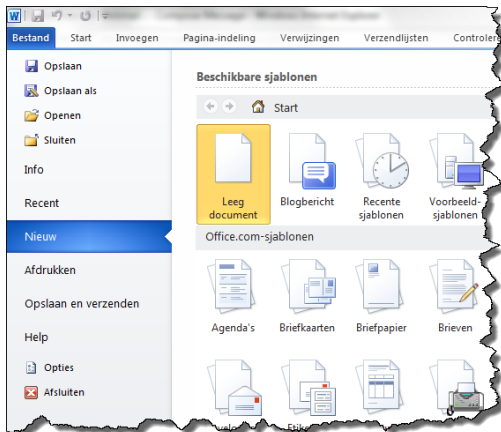 Bestand Start Invoegen Pagina-indeling Verwijzingen Verzendlijsten
Opslaan
Opslaan als
Openen
Sluiten
Info
Recent
Nieuw
Afdrukken
Opslaan en verzenden
Help
Opties
Afsluiten
Beschikbare sjablonen
Start
Leeg document
Blogbericht
Recente sjablonen
Voorbeeld-
sjablonen
Office.com-sjablonen
Agenda's
Briefkaarten
Briefpapier
Brieven